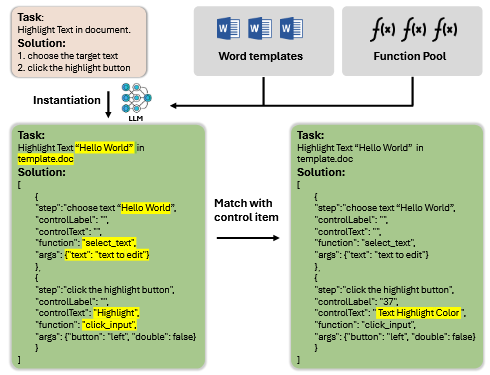 Task:
Highlight Text in document.
Solution:
1. choose the target text
2. click the highlight button
W W W
Word templates
f(x) f(x) f(x)
Function Pool
Instantiation
LLM
Task:
Highlight Text “Hello World” in
template.doc
Solution:
[
{
"step":"choose text “Hello World”,
"controlLabel": "",
"controlText": "",
"function": "select_text",
"args": {"text": "text to edit"}
},
{
"step": "click the highlight button",
"controlLabel": "",
"controlText": "Highlight",
"function": "click_input",
"args": {"button": "left", "double": false}
}
]
Match with
control item
Task:
Highlight Text “Hello World” in
template.doc
Solution:
[
{
"step": "choose text “Hello World”,
"controlLabel": "",
"controlText": "",
"function": "select_text",
"args": {"text": "text to edit"}
},
{
"step": "click the highlight button",
"controlLabel": "37",
"controlText": "Text Highlight Color",
"function": "click_input",
"args": {"button": "left", "double": false}
}
]